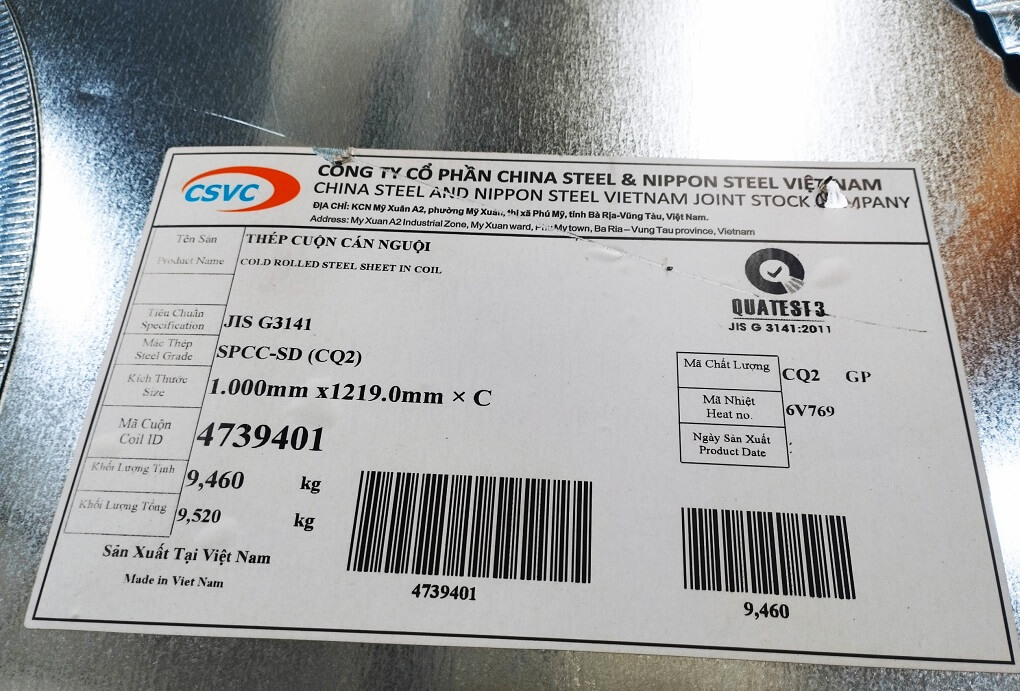 CSVC
CÔNG TY CỔ PHẦN CHINA STEEL & NIPPON STEEL VIỆT NAM
CHINA STEEL AND NIPPON STEEL VIETNAM JOINT STOCK COMPANY
ĐỊA CHỈ: KCN Mỹ Xuân A2, phường Mỹ Xuân, thị xã Phú Mỹ, tỉnh Bà Rịa-Vũng Tàu, Việt Nam.
Address: My Xuan A2 Industrial Zone, My Xuan ward, Phu My town, Ba Ria – Vung Tau province, Vietnam
Tên Sản
THÉP CUỘN CÁN NGUỘI
Product Name
COLD ROLLED STEEL SHEET IN COIL
QUATEST 3
JIS G 3141:2011
Tiêu Chuẩn
Specification
JIS G3141
Mác Thép
Steel Grade
SPCC-SD (CQ2)
Kích Thước
Size
1.000mm x1219.0mm × C
Mã Chất Lượng
CQ2 GP
Mã Nhiệt
Heat no.
6V769
Ngày Sản Xuất
Product Date
:
Mã Cuộn
Coil ID
4739401
Khối Lượng Tịnh
9,460 kg
Khối Lượng Tổng
9,520 kg
Sản Xuất Tại Việt Nam
Made in Viet Nam
4739401
9,460